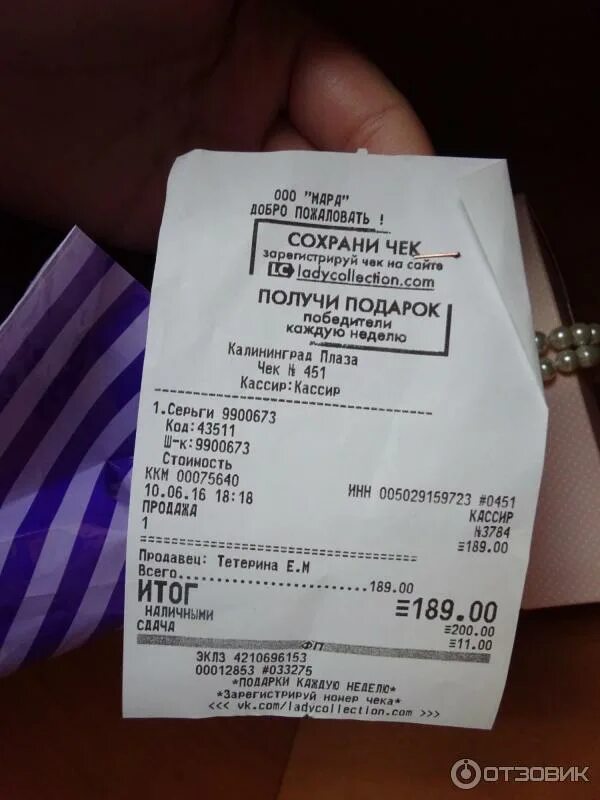 ООО "МАРА"
ДОБРО ПОЖАЛОВАТЬ !
СОХРАНИ ЧЕК
зарегистрируй чек на сайте
LC ladycollection.com
ПОЛУЧИ ПОДАРОК
победители
каждую неделю
Калининград Плаза
Чек № 451
Кассир:Кассир
1.Серьги 9900673
Код:43511
Ш-к:9900673
Стоимость
ККМ 00075640 ИНН 005029159723 #0451
10.06.16 18:18 КАССИР
ПРОДАЖА №3784
1 ≡189.00
Продавец: Тетерина Е.М
Всего....................189.00
ИТОГ ≡189.00
НАЛИЧНЫМИ ≡200.00
СДАЧА ≡11.00
ФП
ЭКЛЗ 4210696153
00012853 #033275
*ПОДАРКИ КАЖДУЮ НЕДЕЛЮ*
*Зарегистрируй номер чека*
<<< vk.com/ladycollection.com >>>
ОТЗОВИК